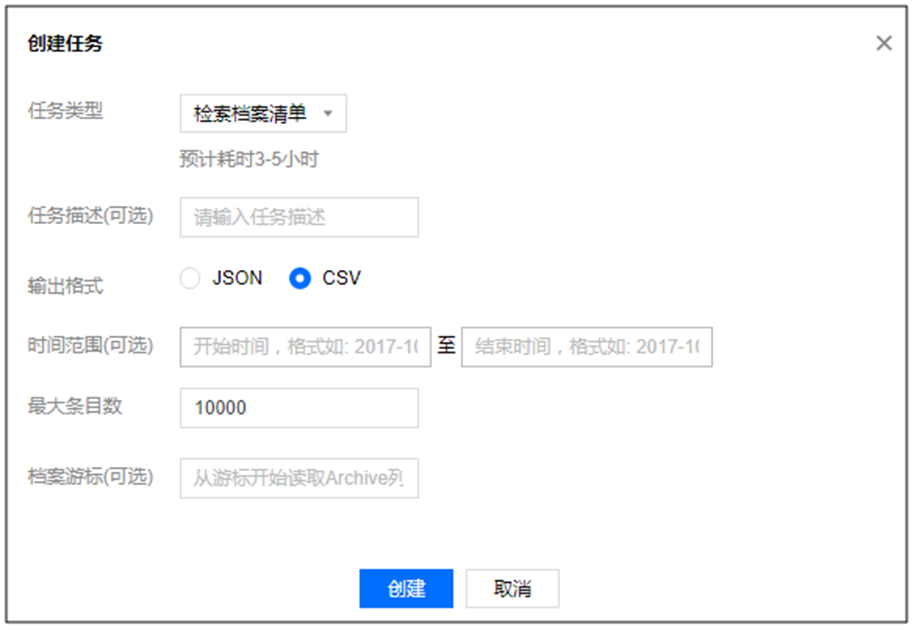 创建任务
任务类型
检索档案清单
预计耗时3-5小时
任务描述(可选)
请输入任务描述
输出格式
JSON CSV
时间范围(可选)
开始时间，格式如: 2017-10 至 结束时间，格式如: 2017-10
最大条目数
10000
档案游标(可选)
从游标开始读取Archive列
创建 取消